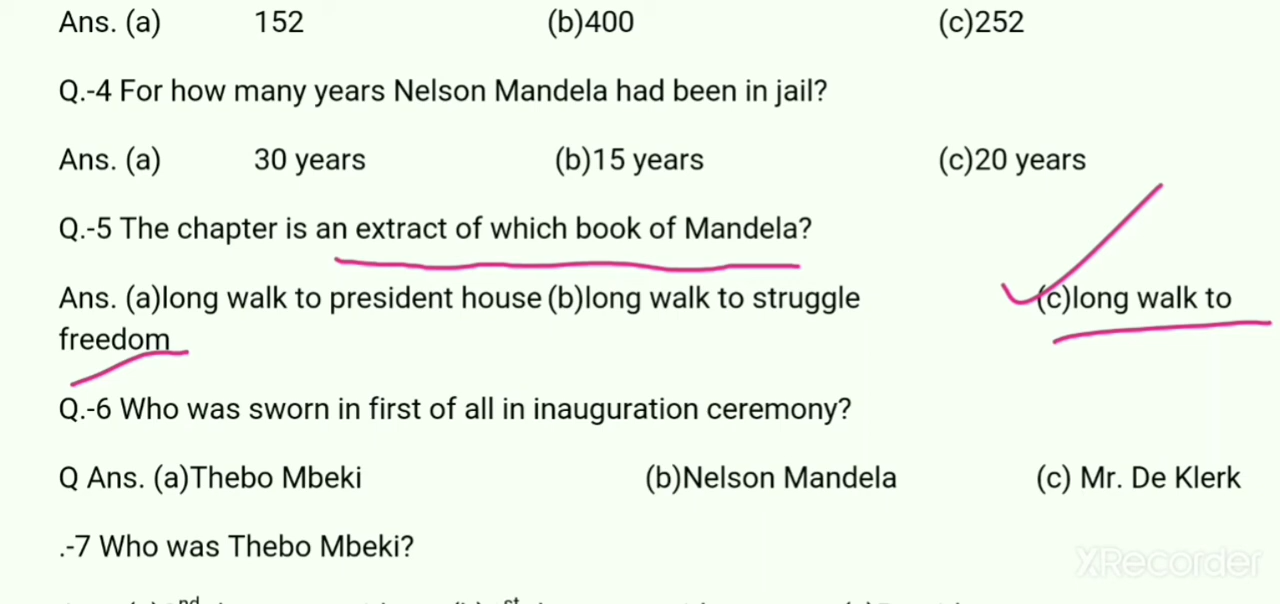 Ans. (a) 152 (b)400 (c)252
Q.-4 For how many years Nelson Mandela had been in jail?
Ans. (a) 30 years (b)15 years (c)20 years
Q.-5 The chapter is an extract of which book of Mandela?
Ans. (a)long walk to president house (b)long walk to struggle (c)long walk to
freedom
Q.-6 Who was sworn in first of all in inauguration ceremony?
Q Ans. (a)Thebo Mbeki (b)Nelson Mandela (c) Mr. De Klerk
.-7 Who was Thebo Mbeki?
XRecorder